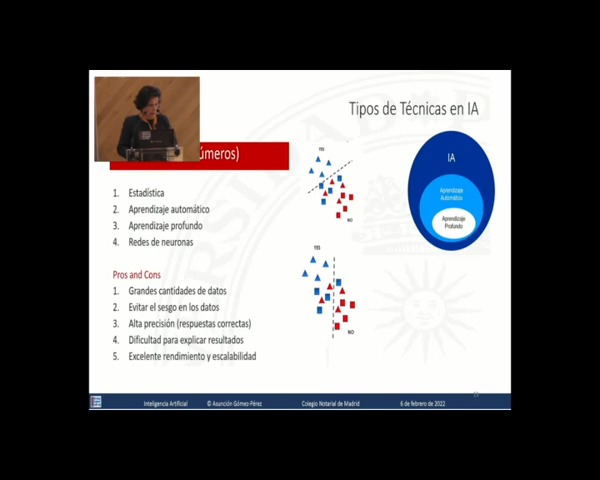 Tipos de Técnicas en IA
úmeros)
1. Estadística
2. Aprendizaje automático
3. Aprendizaje profundo
4. Redes de neuronas
Pros and Cons
1. Grandes cantidades de datos
2. Evitar el sesgo en los datos
3. Alta precisión (respuestas correctas)
4. Dificultad para explicar resultados
5. Excelente rendimiento y escalabilidad
YES
NO
YES
NO
IA
Aprendizaje
Automático
Aprendizaje
Profundo
Inteligencia Artificial © Asunción Gómez-Pérez Colegio Notarial de Madrid 6 de febrero de 2022